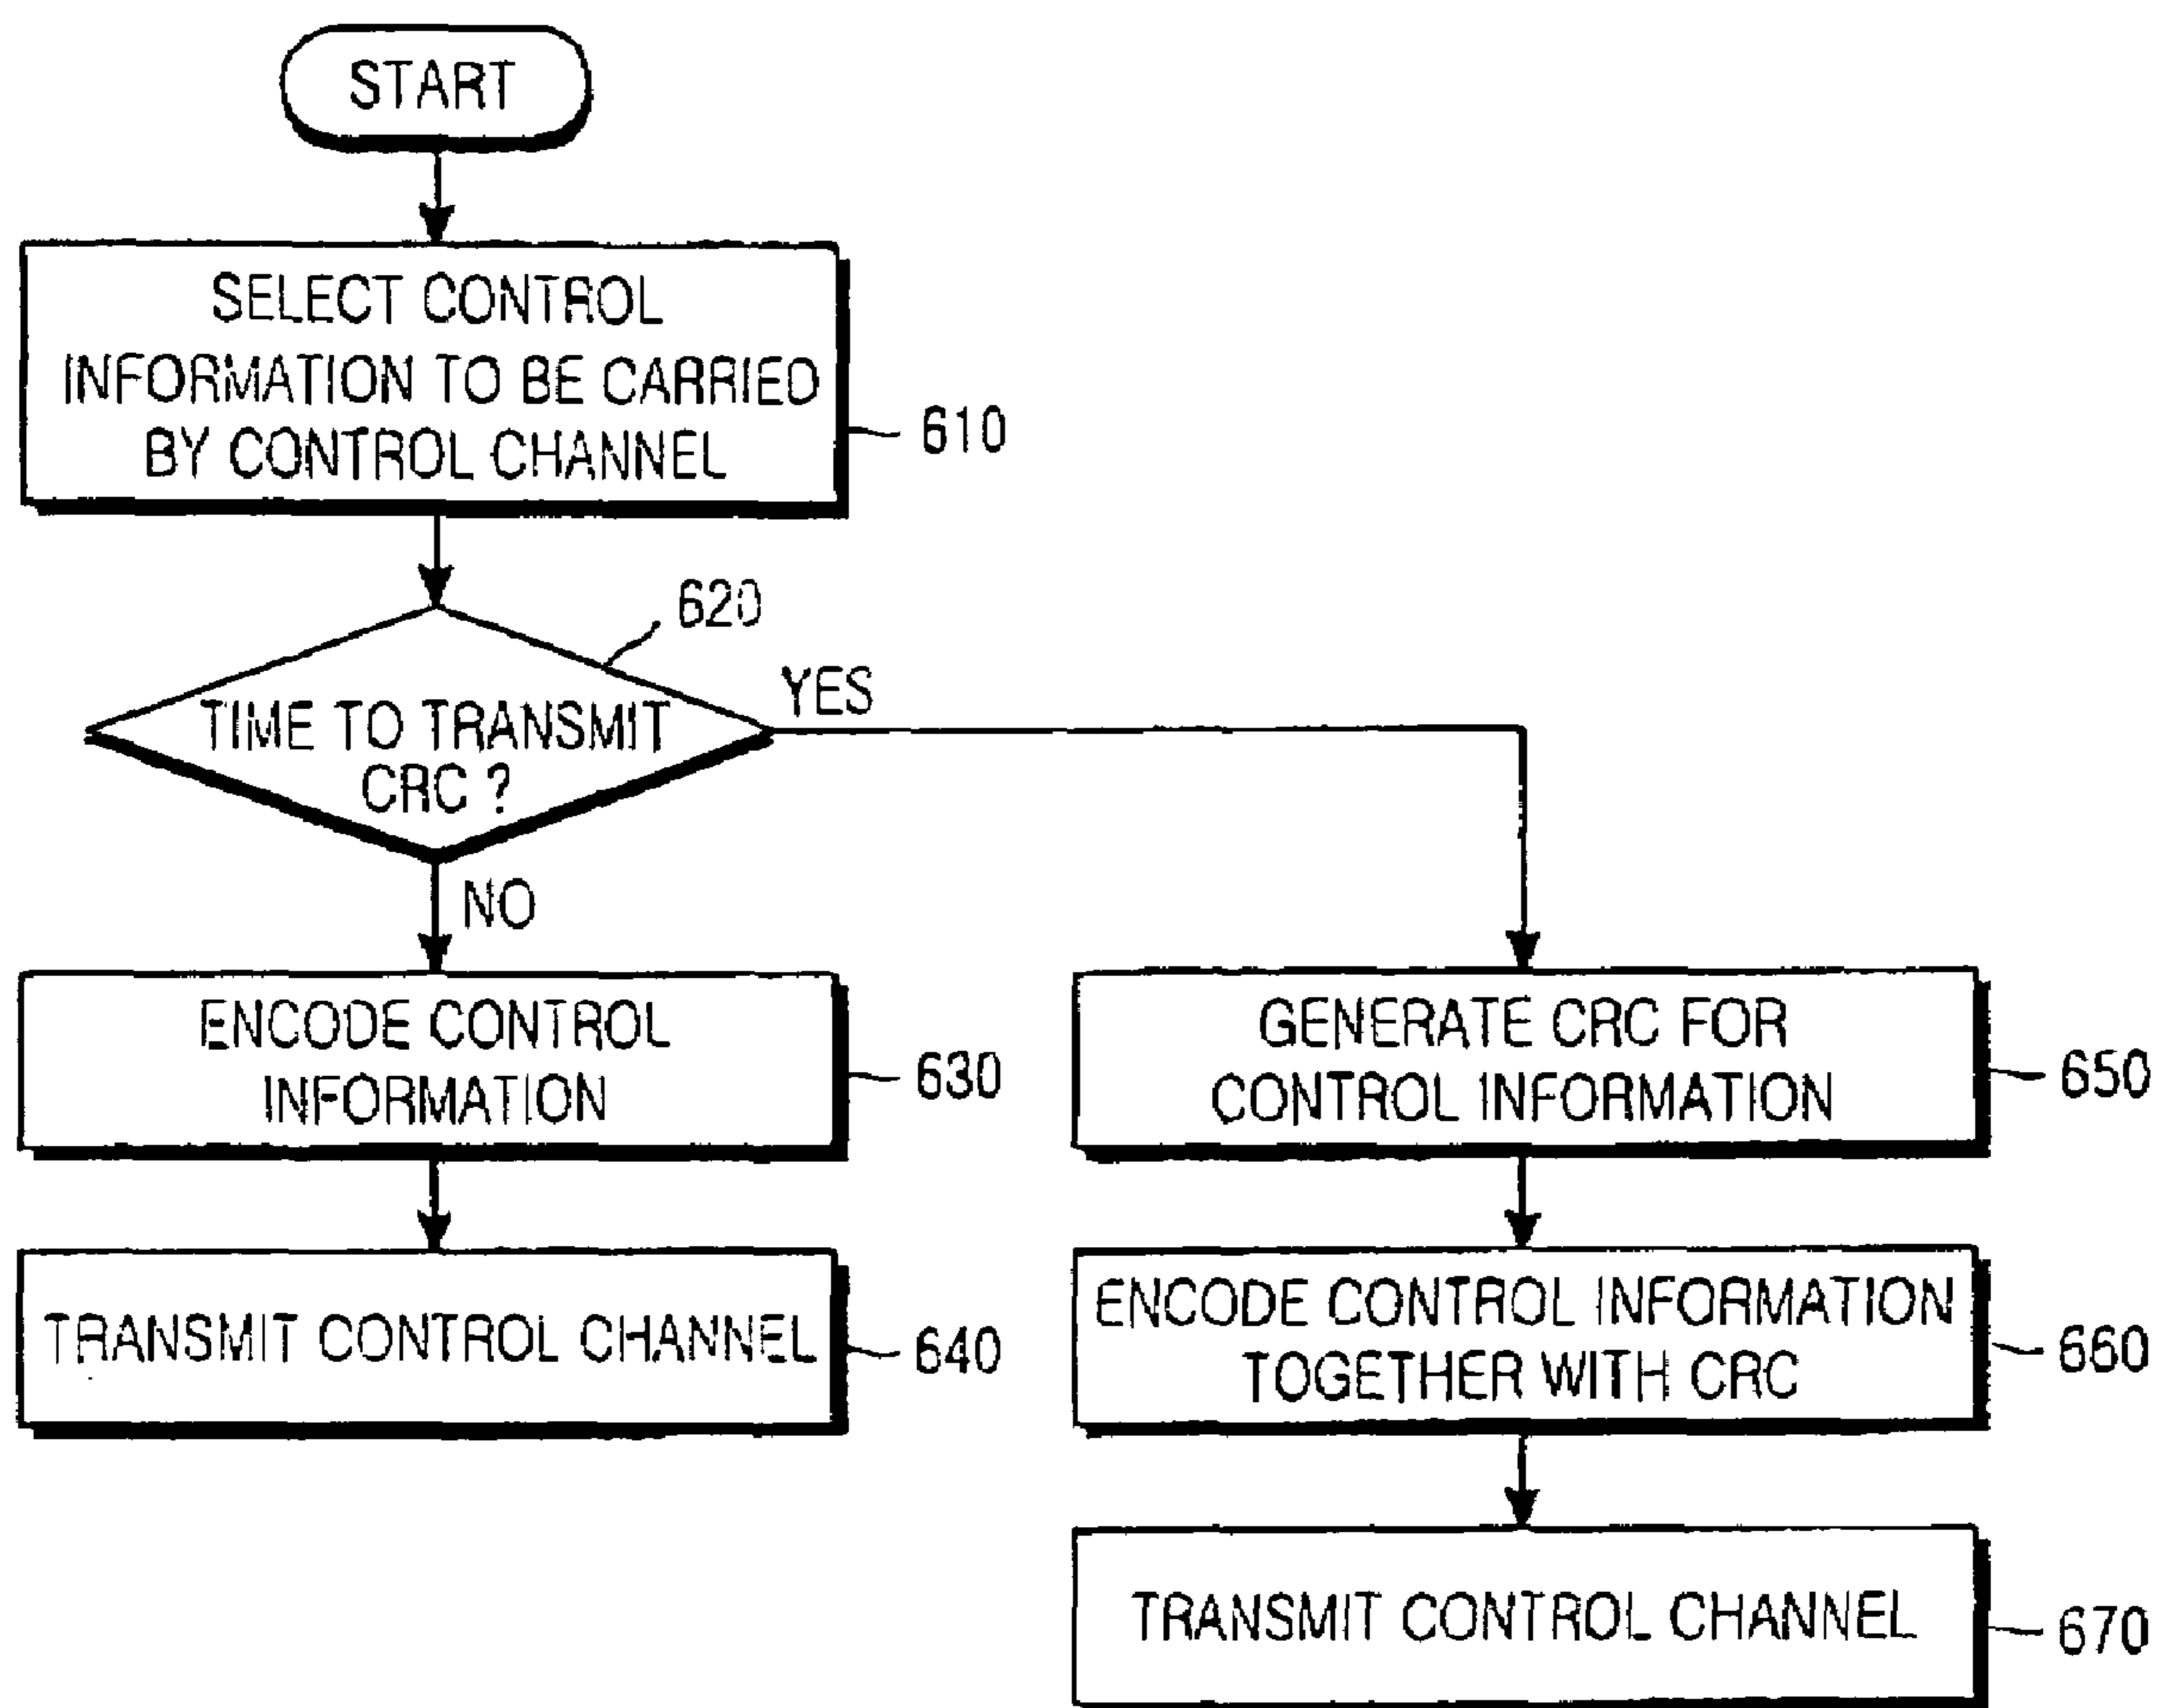 START
SELECT CONTROL
INFORMATION TO BE CARRIED
BY CONTROL CHANNEL
610
620
TIME TO TRANSMIT
CRC ?
YES
NO
ENCODE CONTROL
INFORMATION
630
TRANSMIT CONTROL CHANNEL
640
GENERATE CRC FOR
CONTROL INFORMATION
650
ENCODE CONTROL INFORMATION
TOGETHER WITH CRC
660
TRANSMIT CONTROL CHANNEL
670